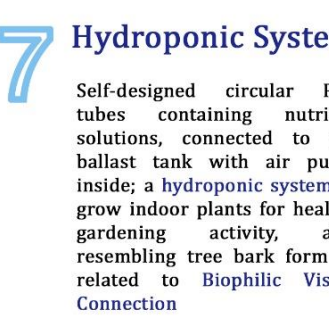 7
Hydroponic Syste
Self-designed circular
tubes containing nutri
solutions, connected to
ballast tank with air pu
inside; a hydroponic system
grow indoor plants for heal
gardening activity, a
resembling tree bark form
related to Biophilic Vis
Connection